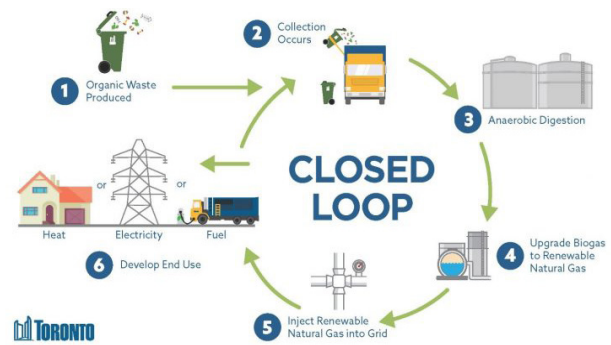 1
Organic Waste
Produced
2
Collection
Occurs
3
Anaerobic Digestion
4
Upgrade Biogas
to Renewable
Natural Gas
5
Inject Renewable
Natural Gas into Grid
6
Develop End Use
Heat
or
Electricity
or
Fuel
CLOSED
LOOP
TORONTO